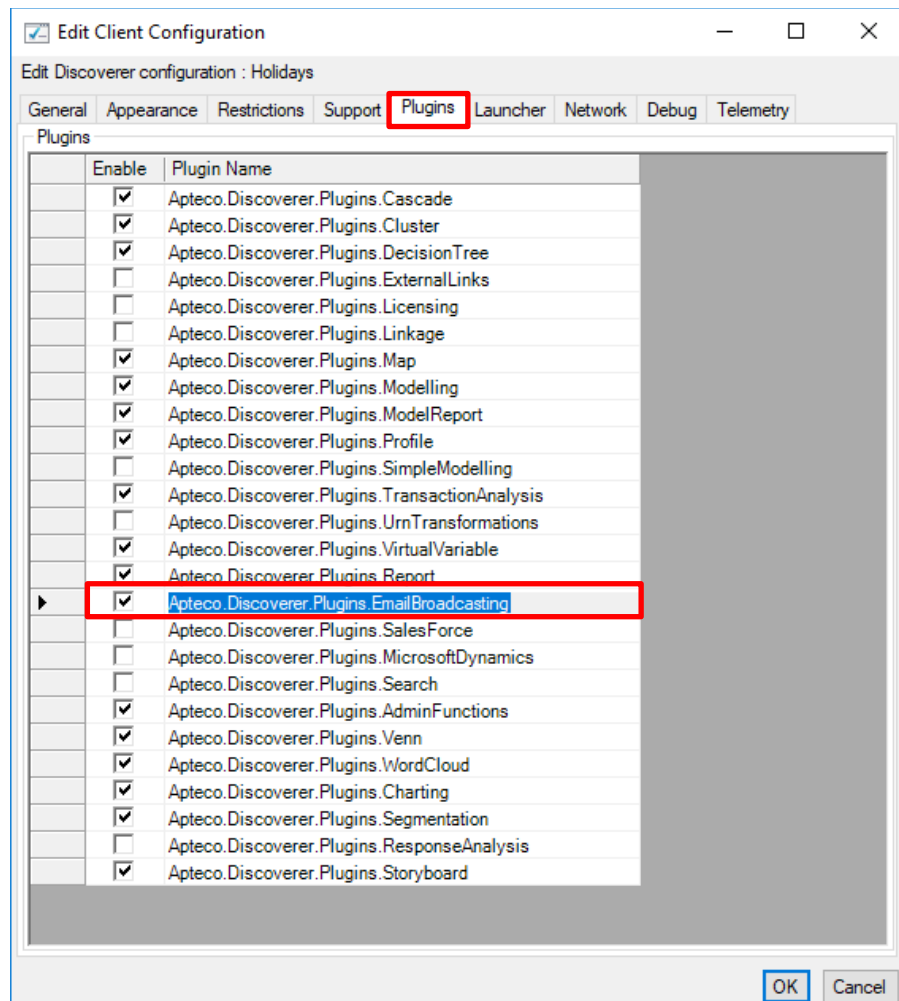 Edit Client Configuration
Edit Discoverer configuration : Holidays
General Appearance Restrictions Support Plugins Launcher Network Debug Telemetry
Plugins
Enable Plugin Name
Apteco.Discoverer.Plugins.Cascade
Apteco.Discoverer.Plugins.Cluster
Apteco.Discoverer.Plugins.DecisionTree
Apteco.Discoverer.Plugins.ExternalLinks
Apteco.Discoverer.Plugins.Licensing
Apteco.Discoverer.Plugins.Linkage
Apteco.Discoverer.Plugins.Map
Apteco.Discoverer.Plugins.Modelling
Apteco.Discoverer.Plugins.ModelReport
Apteco.Discoverer.Plugins.Profile
Apteco.Discoverer.Plugins.SimpleModelling
Apteco.Discoverer.Plugins.TransactionAnalysis
Apteco.Discoverer.Plugins.UrnTransformations
Apteco.Discoverer.Plugins.VirtualVariable
Apteco.Discoverer.Plugins.Report
Apteco.Discoverer.Plugins.EmailBroadcasting
Apteco.Discoverer.Plugins.SalesForce
Apteco.Discoverer.Plugins.MicrosoftDynamics
Apteco.Discoverer.Plugins.Search
Apteco.Discoverer.Plugins.AdminFunctions
Apteco.Discoverer.Plugins.Venn
Apteco.Discoverer.Plugins.WordCloud
Apteco.Discoverer.Plugins.Charting
Apteco.Discoverer.Plugins.Segmentation
Apteco.Discoverer.Plugins.ResponseAnalysis
Apteco.Discoverer.Plugins.Storyboard
OK Cancel